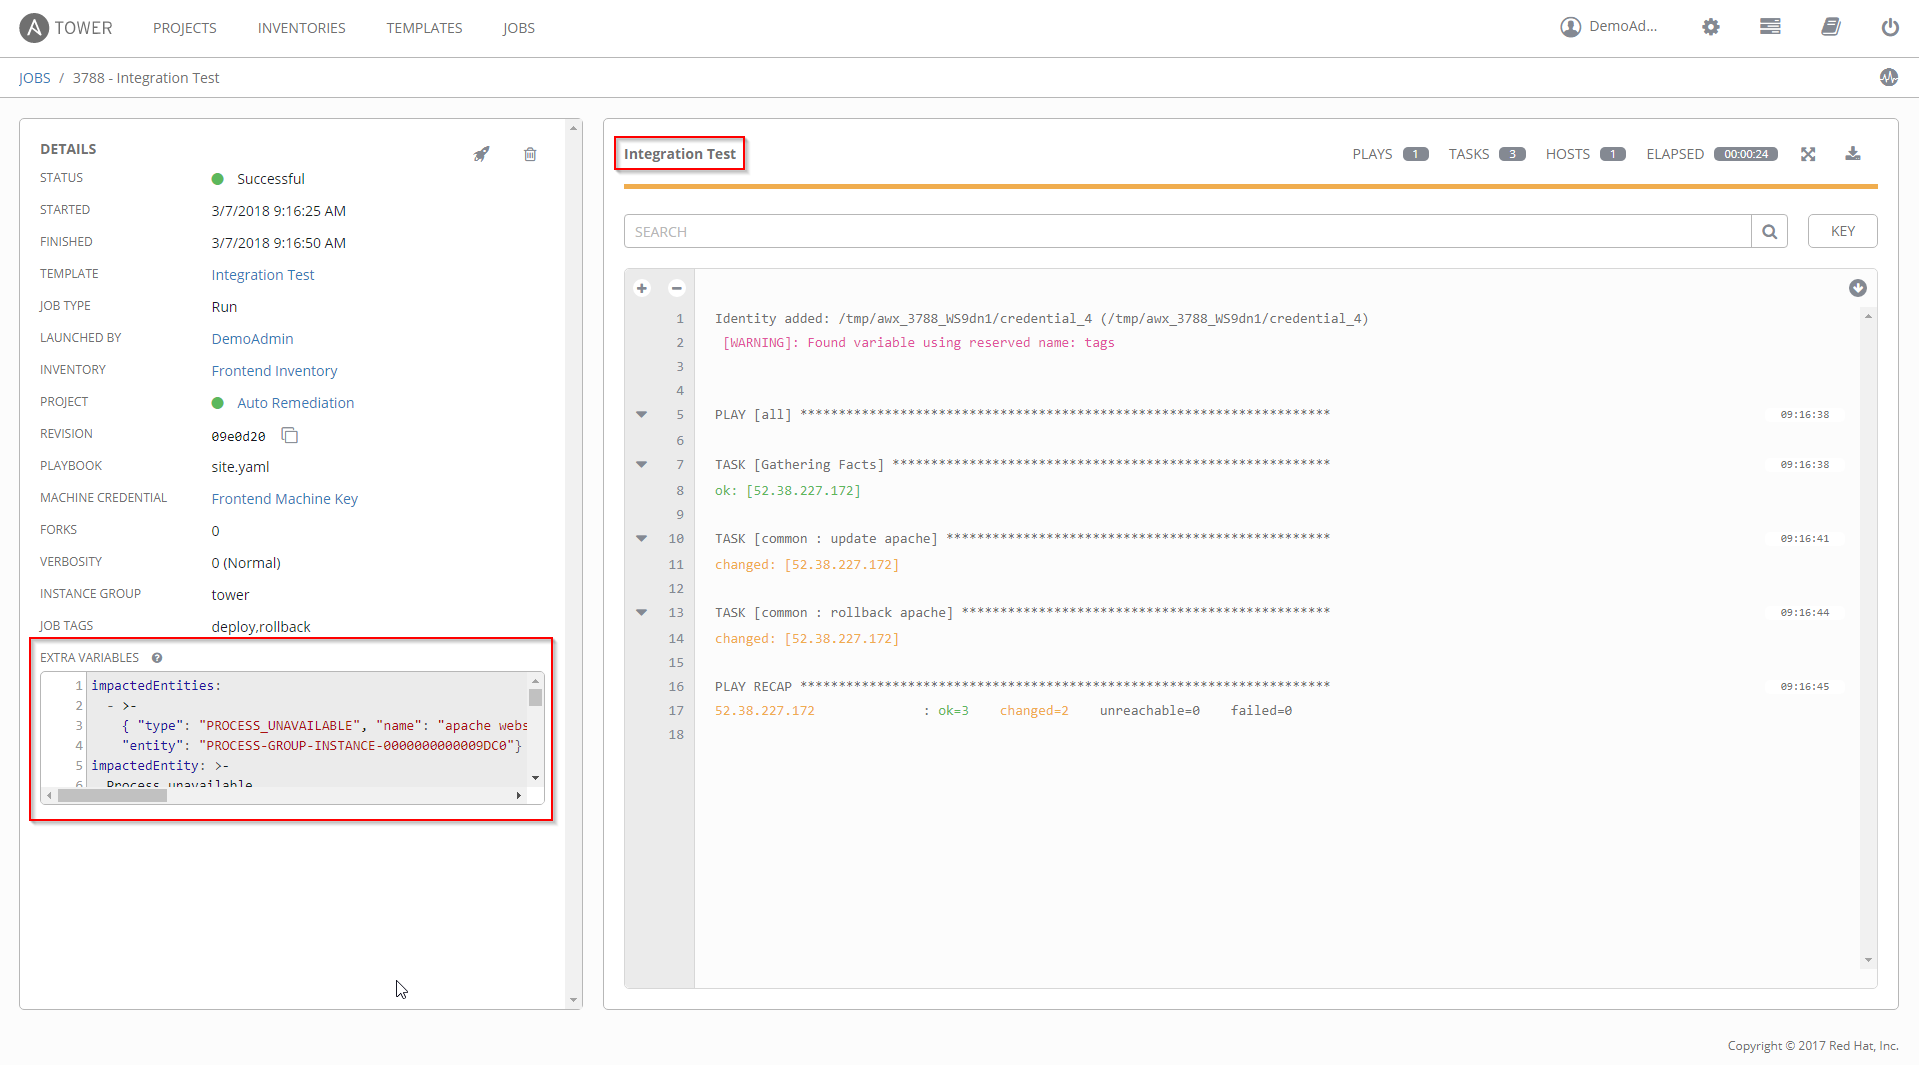 TOWER PROJECTS INVENTORIES TEMPLATES JOBS DemoAd...
JOBS / 3788 - Integration Test
DETAILS
STATUS Successful
STARTED 3/7/2018 9:16:25 AM
FINISHED 3/7/2018 9:16:50 AM
TEMPLATE Integration Test
JOB TYPE Run
LAUNCHED BY DemoAdmin
INVENTORY Frontend Inventory
PROJECT Auto Remediation
REVISION 09e0d20
PLAYBOOK site.yaml
MACHINE CREDENTIAL Frontend Machine Key
FORKS 0
VERBOSITY 0 (Normal)
INSTANCE GROUP tower
JOB TAGS deploy,rollback
EXTRA VARIABLES ?
1 impactedEntities:
2 - >-
3 { "type": "PROCESS_UNAVAILABLE", "name": "apache webs
4 "entity": "PROCESS-GROUP-INSTANCE-0000000000009DC0"}
5 impactedEntity: >-
6 Process unavailable
Integration Test PLAYS 1 TASKS 3 HOSTS 1 ELAPSED 00:00:24
SEARCH KEY
1 Identity added: /tmp/awx_3788_WS9dn1/credential_4 (/tmp/awx_3788_WS9dn1/credential_4)
2 [WARNING]: Found variable using reserved name: tags
3
4
5 PLAY [all] ********************************************************************* 09:16:38
6
7 TASK [Gathering Facts] ********************************************************* 09:16:38
8 ok: [52.38.227.172]
9
10 TASK [common : update apache] ************************************************** 09:16:41
11 changed: [52.38.227.172]
12
13 TASK [common : rollback apache] ************************************************ 09:16:44
14 changed: [52.38.227.172]
15
16 PLAY RECAP ********************************************************************* 09:16:45
17 52.38.227.172 : ok=3 changed=2 unreachable=0 failed=0
18
Copyright © 2017 Red Hat, Inc.